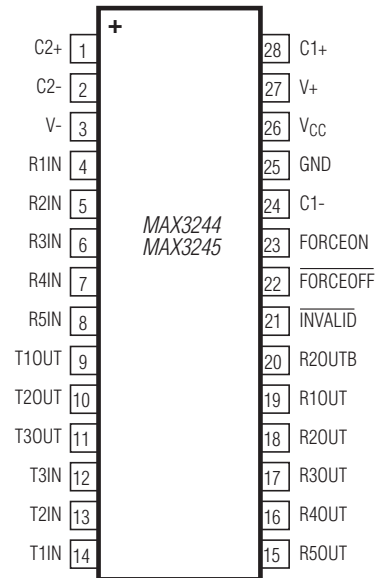 +
C2+ 1 28 C1+
C2- 2 27 V+
V- 3 26 VCC
R1IN 4 25 GND
R2IN 5 24 C1-
MAX3244
MAX3245
R3IN 6 23 FORCEON
R4IN 7 22 FORCEOFF
R5IN 8 21 INVALID
T1OUT 9 20 R2OUTB
T2OUT 10 19 R1OUT
T3OUT 11 18 R2OUT
T3IN 12 17 R3OUT
T2IN 13 16 R4OUT
T1IN 14 15 R5OUT